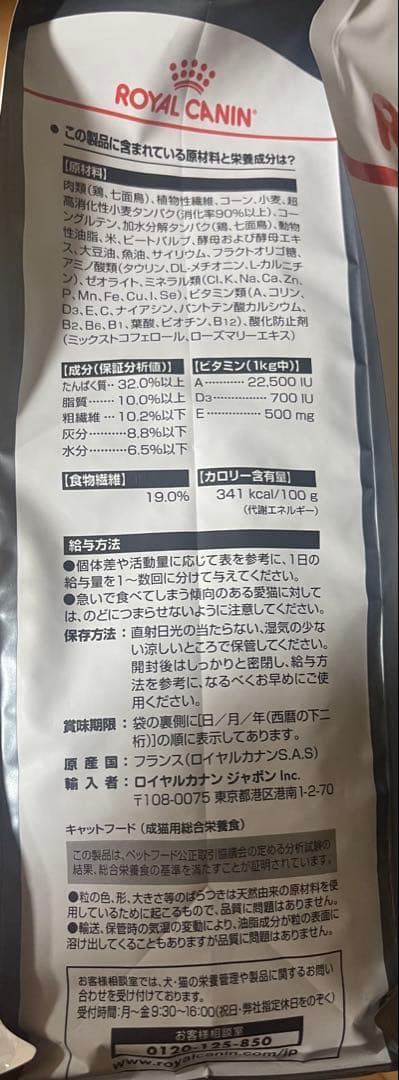 ROYAL CANIN
● この製品に含まれている原材料と栄養成分は?
【原材料】
肉類(鶏、七面鳥)、植物性繊維、コーン、小麦、超
高消化性小麦タンパク(消化率90%以上)、コー
ングルテン、加水分解タンパク(鶏、七面鳥)、動物
性油脂、米、ビートパルプ、酵母および酵母エキ
ス、大豆油、魚油、サイリウム、フラクトオリゴ糖、
アミノ酸類(タウリン、DL-メチオニン、L-カルニチ
ン)、ゼオライト、ミネラル類(Cl、K、Na、Ca、Zn、
P、Mn、Fe、Cu、I、Se)、ビタミン類(A、コリン、
D3、E、C、ナイアシン、パントテン酸カルシウム、
B2、B6、B1、葉酸、ビオチン、B12)、酸化防止剤
(ミックストコフェロール、ローズマリーエキス)
【成分(保証分析値)】
たんぱく質‥32.0%以上
脂質‥‥‥10.0%以上
粗繊維‥‥10.2%以下
灰分‥‥‥‥8.8%以下
水分‥‥‥‥6.5%以下
【ビタミン(1kg中)】
A‥‥‥‥ 22,500 IU
D3‥‥‥‥‥ 700 IU
E‥‥‥‥‥ 500 mg
【食物繊維】
19.0%
【カロリー含有量】
341 kcal/100 g
(代謝エネルギー)
給与方法
●個体差や活動量に応じて表を参考に、1日の
給与量を1〜数回に分けて与えてください。
●急いで食べてしまう傾向のある愛猫に対して
は、のどにつまらせないように注意してください。
保存方法:直射日光の当たらない、湿気の少な
い涼しいところで保管してください。
開封後はしっかりと密閉し、給与方
法を参考に、なるべくお早めにご使
用ください。
賞味期限:袋の裏側に[日/月/年(西暦の下二
桁)]の順に表示してあります。
原産国:フランス(ロイヤルカナンS.A.S)
輸入者:ロイヤルカナン ジャポン Inc.
〒108-0075 東京都港区港南1-2-70
キャットフード (成猫用総合栄養食)
この製品は、ペットフード公正取引協議会の定める分析試験の
結果、総合栄養食の基準を満たすことが証明されています。
●粒の色、形、大きさ等のばらつきは天然由来の原材料を使
用しているために起こるもので、品質に問題はありません。
●輸送、保管時の気温の変動により、油脂成分が粒の表面に
溶け出してくることもありますが品質に問題はありません。
お客様相談室では、犬・猫の栄養管理や製品に関するお問い
合わせを受け付けております。
受付時間:月〜金 9:30〜16:00(祝日・弊社指定休日をのぞく)
お客様相談室
0120-125-850
www.royalcanin.com/jp